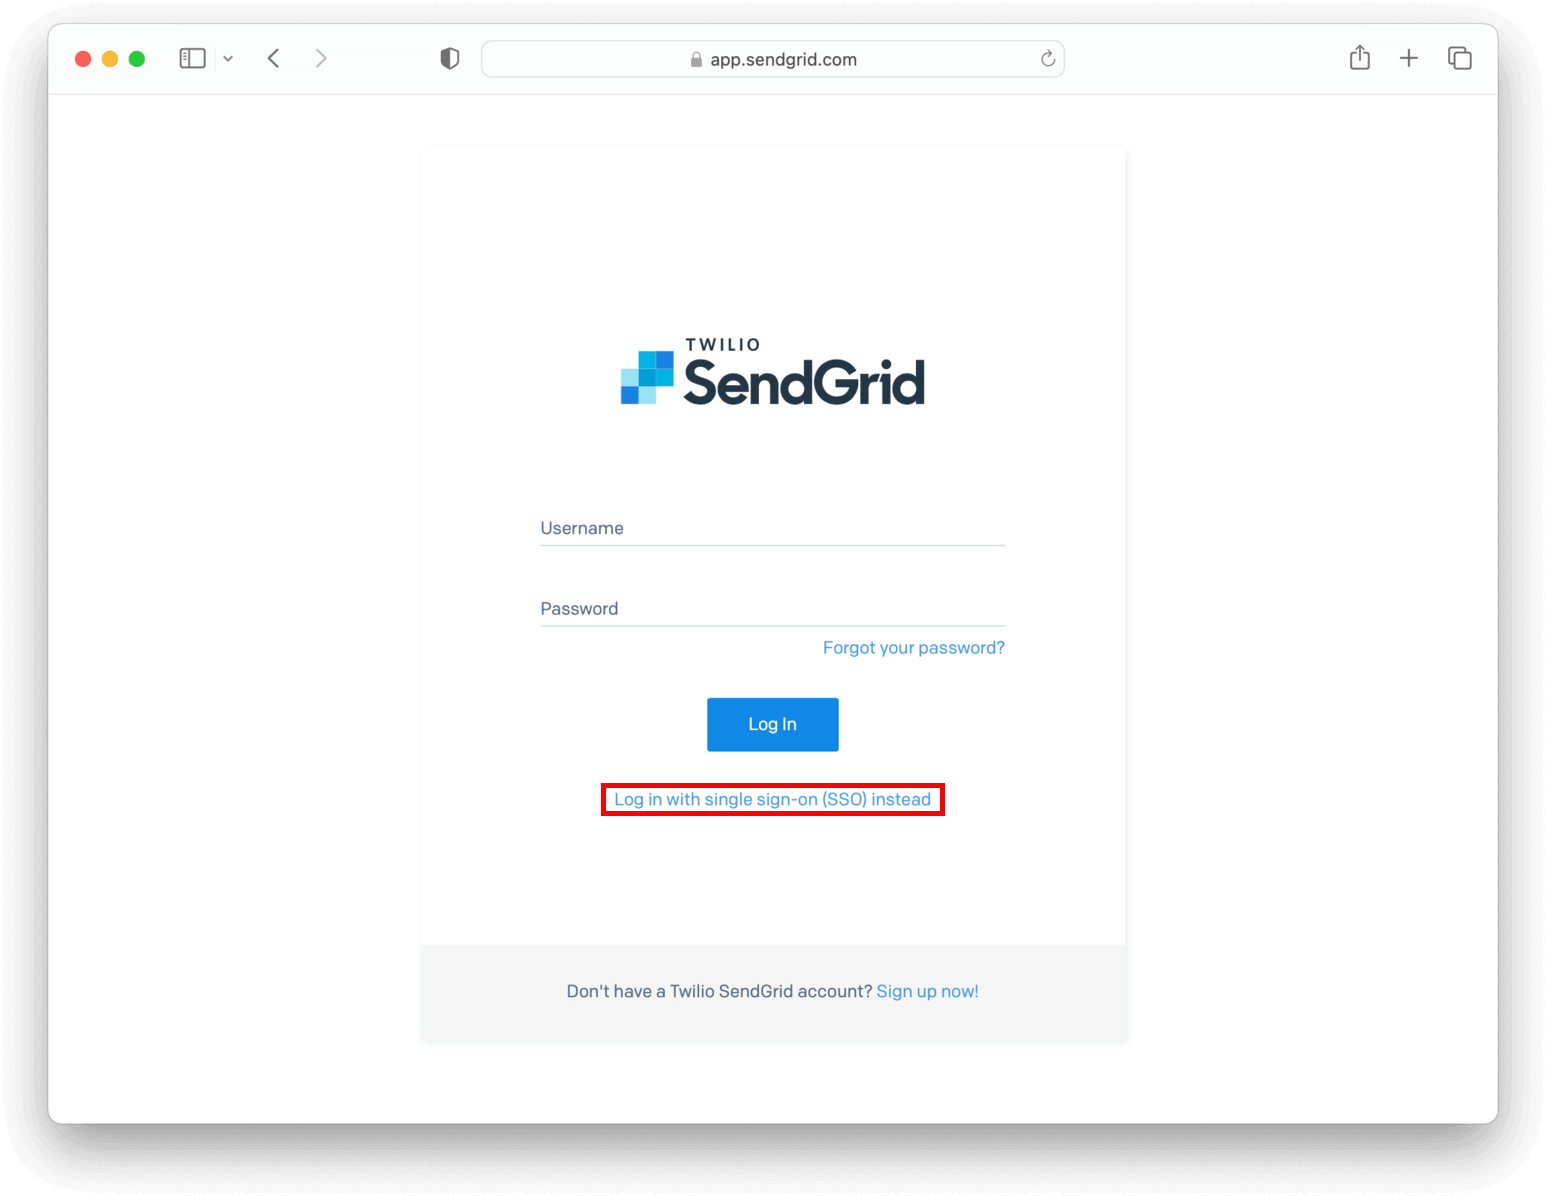 app.sendgrid.com
TWILIO
SendGrid
Username
Password
Forgot your password?
Log In
Log in with single sign-on (SSO) instead
Don't have a Twilio SendGrid account? Sign up now!